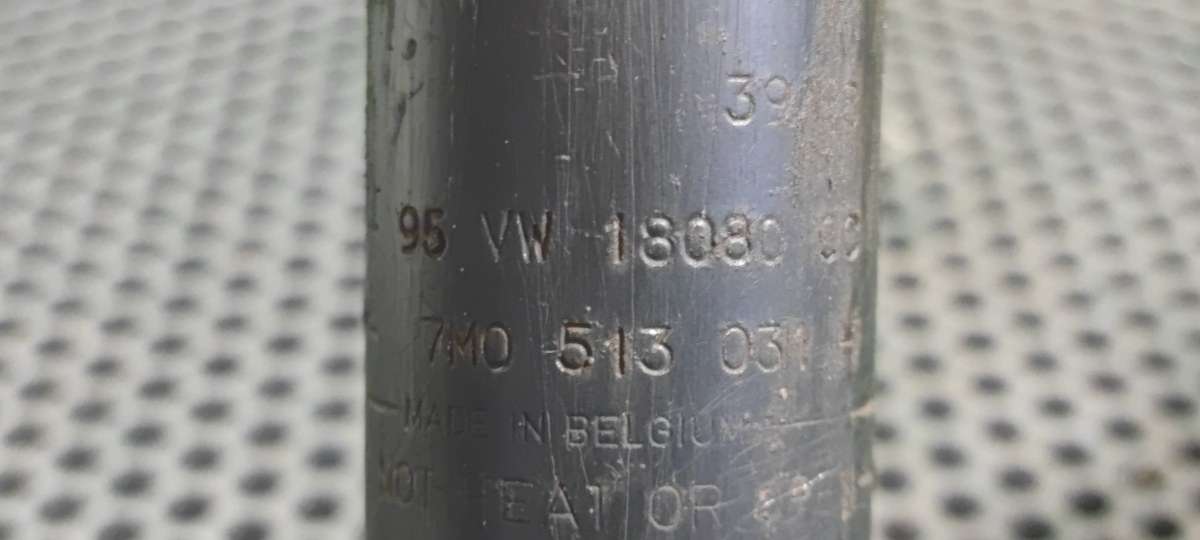 39
95 VW 18080
7M0 513 031
MADE IN BELGIUM
NOT HEAT OR